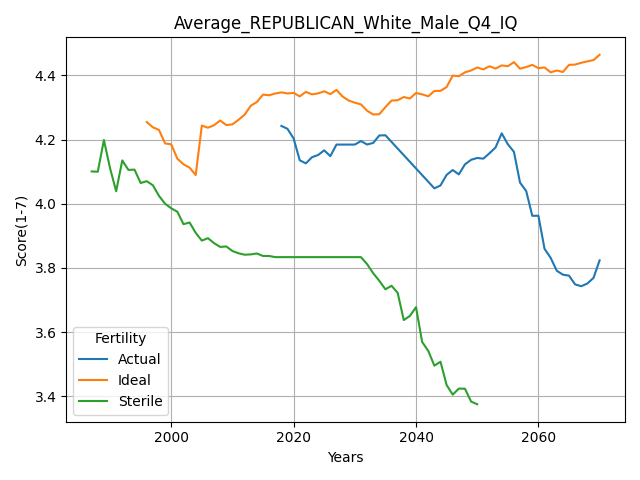 Average_REPUBLICAN_White_Male_Q4_IQ
Score(1-7)
4.4
4.2
4.0
3.8
3.6
3.4
Fertility
Actual
Ideal
Sterile
2000 2020 2040 2060
Years